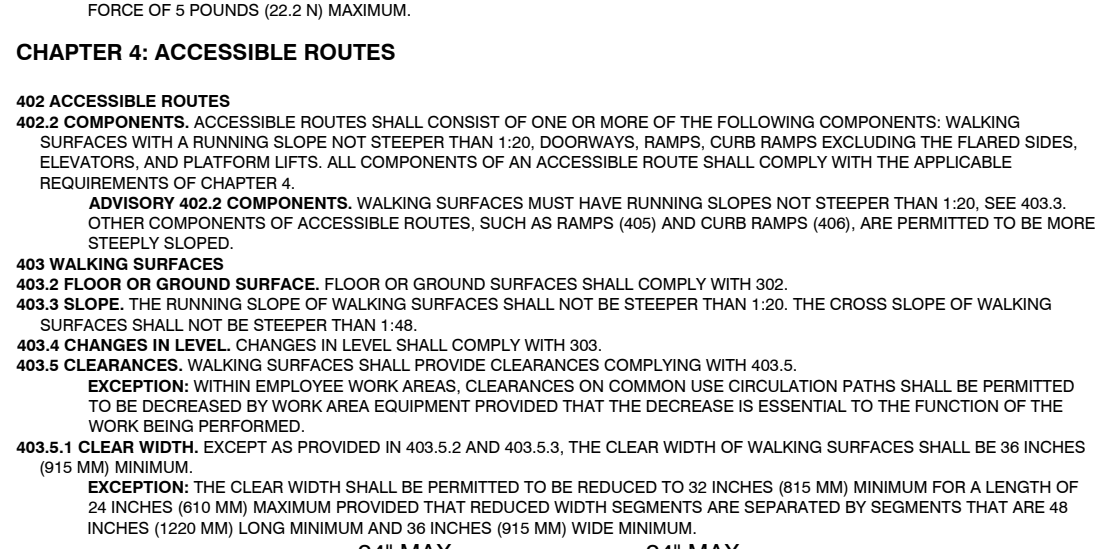 FORCE OF 5 POUNDS (22.2 N) MAXIMUM.
CHAPTER 4: ACCESSIBLE ROUTES
402 ACCESSIBLE ROUTES
402.2 COMPONENTS. ACCESSIBLE ROUTES SHALL CONSIST OF ONE OR MORE OF THE FOLLOWING COMPONENTS: WALKING
SURFACES WITH A RUNNING SLOPE NOT STEEPER THAN 1:20, DOORWAYS, RAMPS, CURB RAMPS EXCLUDING THE FLARED SIDES,
ELEVATORS, AND PLATFORM LIFTS. ALL COMPONENTS OF AN ACCESSIBLE ROUTE SHALL COMPLY WITH THE APPLICABLE
REQUIREMENTS OF CHAPTER 4.
ADVISORY 402.2 COMPONENTS. WALKING SURFACES MUST HAVE RUNNING SLOPES NOT STEEPER THAN 1:20, SEE 403.3.
OTHER COMPONENTS OF ACCESSIBLE ROUTES, SUCH AS RAMPS (405) AND CURB RAMPS (406), ARE PERMITTED TO BE MORE
STEEPLY SLOPED.
403 WALKING SURFACES
403.2 FLOOR OR GROUND SURFACE. FLOOR OR GROUND SURFACES SHALL COMPLY WITH 302.
403.3 SLOPE. THE RUNNING SLOPE OF WALKING SURFACES SHALL NOT BE STEEPER THAN 1:20. THE CROSS SLOPE OF WALKING
SURFACES SHALL NOT BE STEEPER THAN 1:48.
403.4 CHANGES IN LEVEL. CHANGES IN LEVEL SHALL COMPLY WITH 303.
403.5 CLEARANCES. WALKING SURFACES SHALL PROVIDE CLEARANCES COMPLYING WITH 403.5.
EXCEPTION: WITHIN EMPLOYEE WORK AREAS, CLEARANCES ON COMMON USE CIRCULATION PATHS SHALL BE PERMITTED
TO BE DECREASED BY WORK AREA EQUIPMENT PROVIDED THAT THE DECREASE IS ESSENTIAL TO THE FUNCTION OF THE
WORK BEING PERFORMED.
403.5.1 CLEAR WIDTH. EXCEPT AS PROVIDED IN 403.5.2 AND 403.5.3, THE CLEAR WIDTH OF WALKING SURFACES SHALL BE 36 INCHES
(915 MM) MINIMUM.
EXCEPTION: THE CLEAR WIDTH SHALL BE PERMITTED TO BE REDUCED TO 32 INCHES (815 MM) MINIMUM FOR A LENGTH OF
24 INCHES (610 MM) MAXIMUM PROVIDED THAT REDUCED WIDTH SEGMENTS ARE SEPARATED BY SEGMENTS THAT ARE 48
INCHES (1220 MM) LONG MINIMUM AND 36 INCHES (915 MM) WIDE MINIMUM.
24" MAX 24" MAX